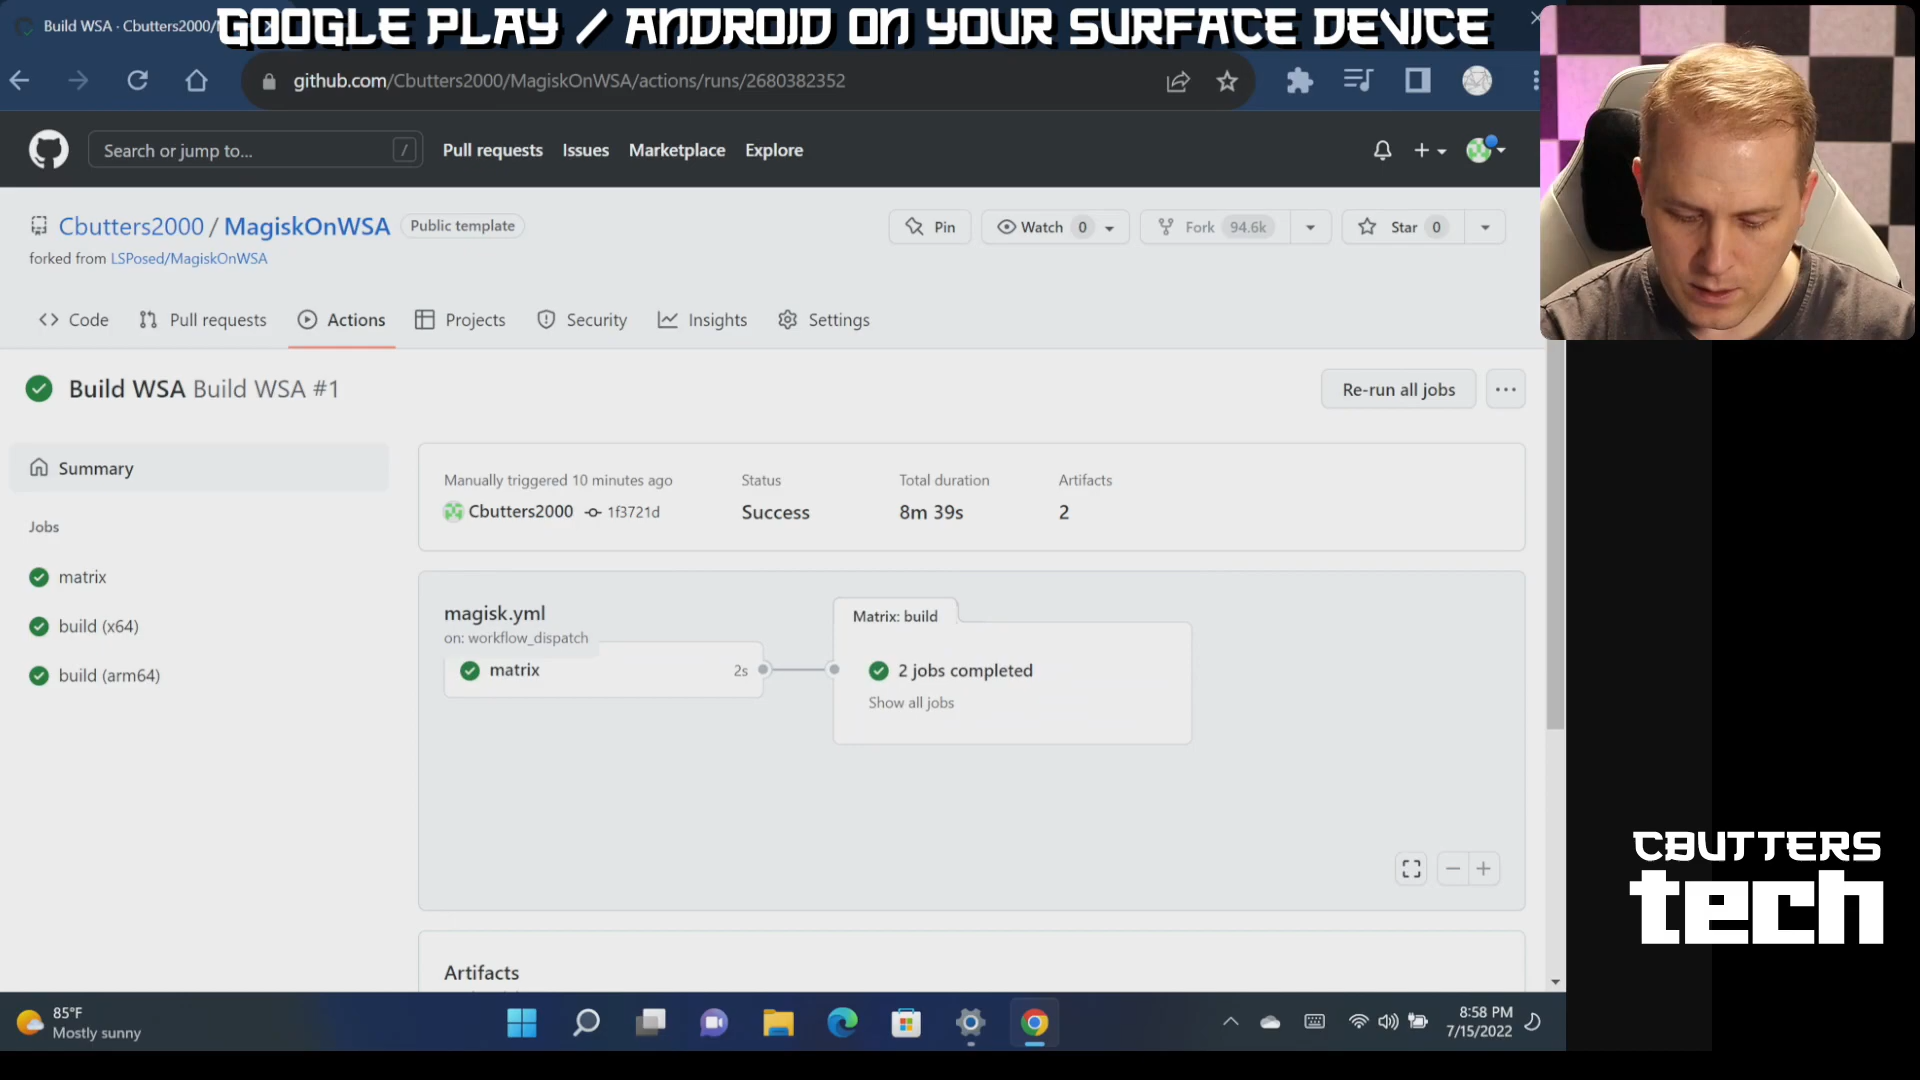 Build WSA · Cbutters2000/
GOOGLE PLAY / ANDROID ON YOUR SURFACE DEVICE
github.com/Cbutters2000/MagiskOnWSA/actions/runs/2680382352
Search or jump to... /
Pull requests Issues Marketplace Explore
Cbutters2000 / MagiskOnWSA Public template
Pin Watch 0 Fork 94.6k Star 0
forked from LSPosed/MagiskOnWSA
Code Pull requests Actions Projects Security Insights Settings
Build WSA Build WSA #1
Re-run all jobs
Summary
Manually triggered 10 minutes ago Status Total duration Artifacts
Cbutters2000 1f3721d Success 8m 39s 2
Jobs
matrix
build (x64)
build (arm64)
magisk.yml
on: workflow_dispatch
matrix 2s
Matrix: build
2 jobs completed
Show all jobs
Artifacts
CBUTTERS
tech
85°F
Mostly sunny
8:58 PM
7/15/2022